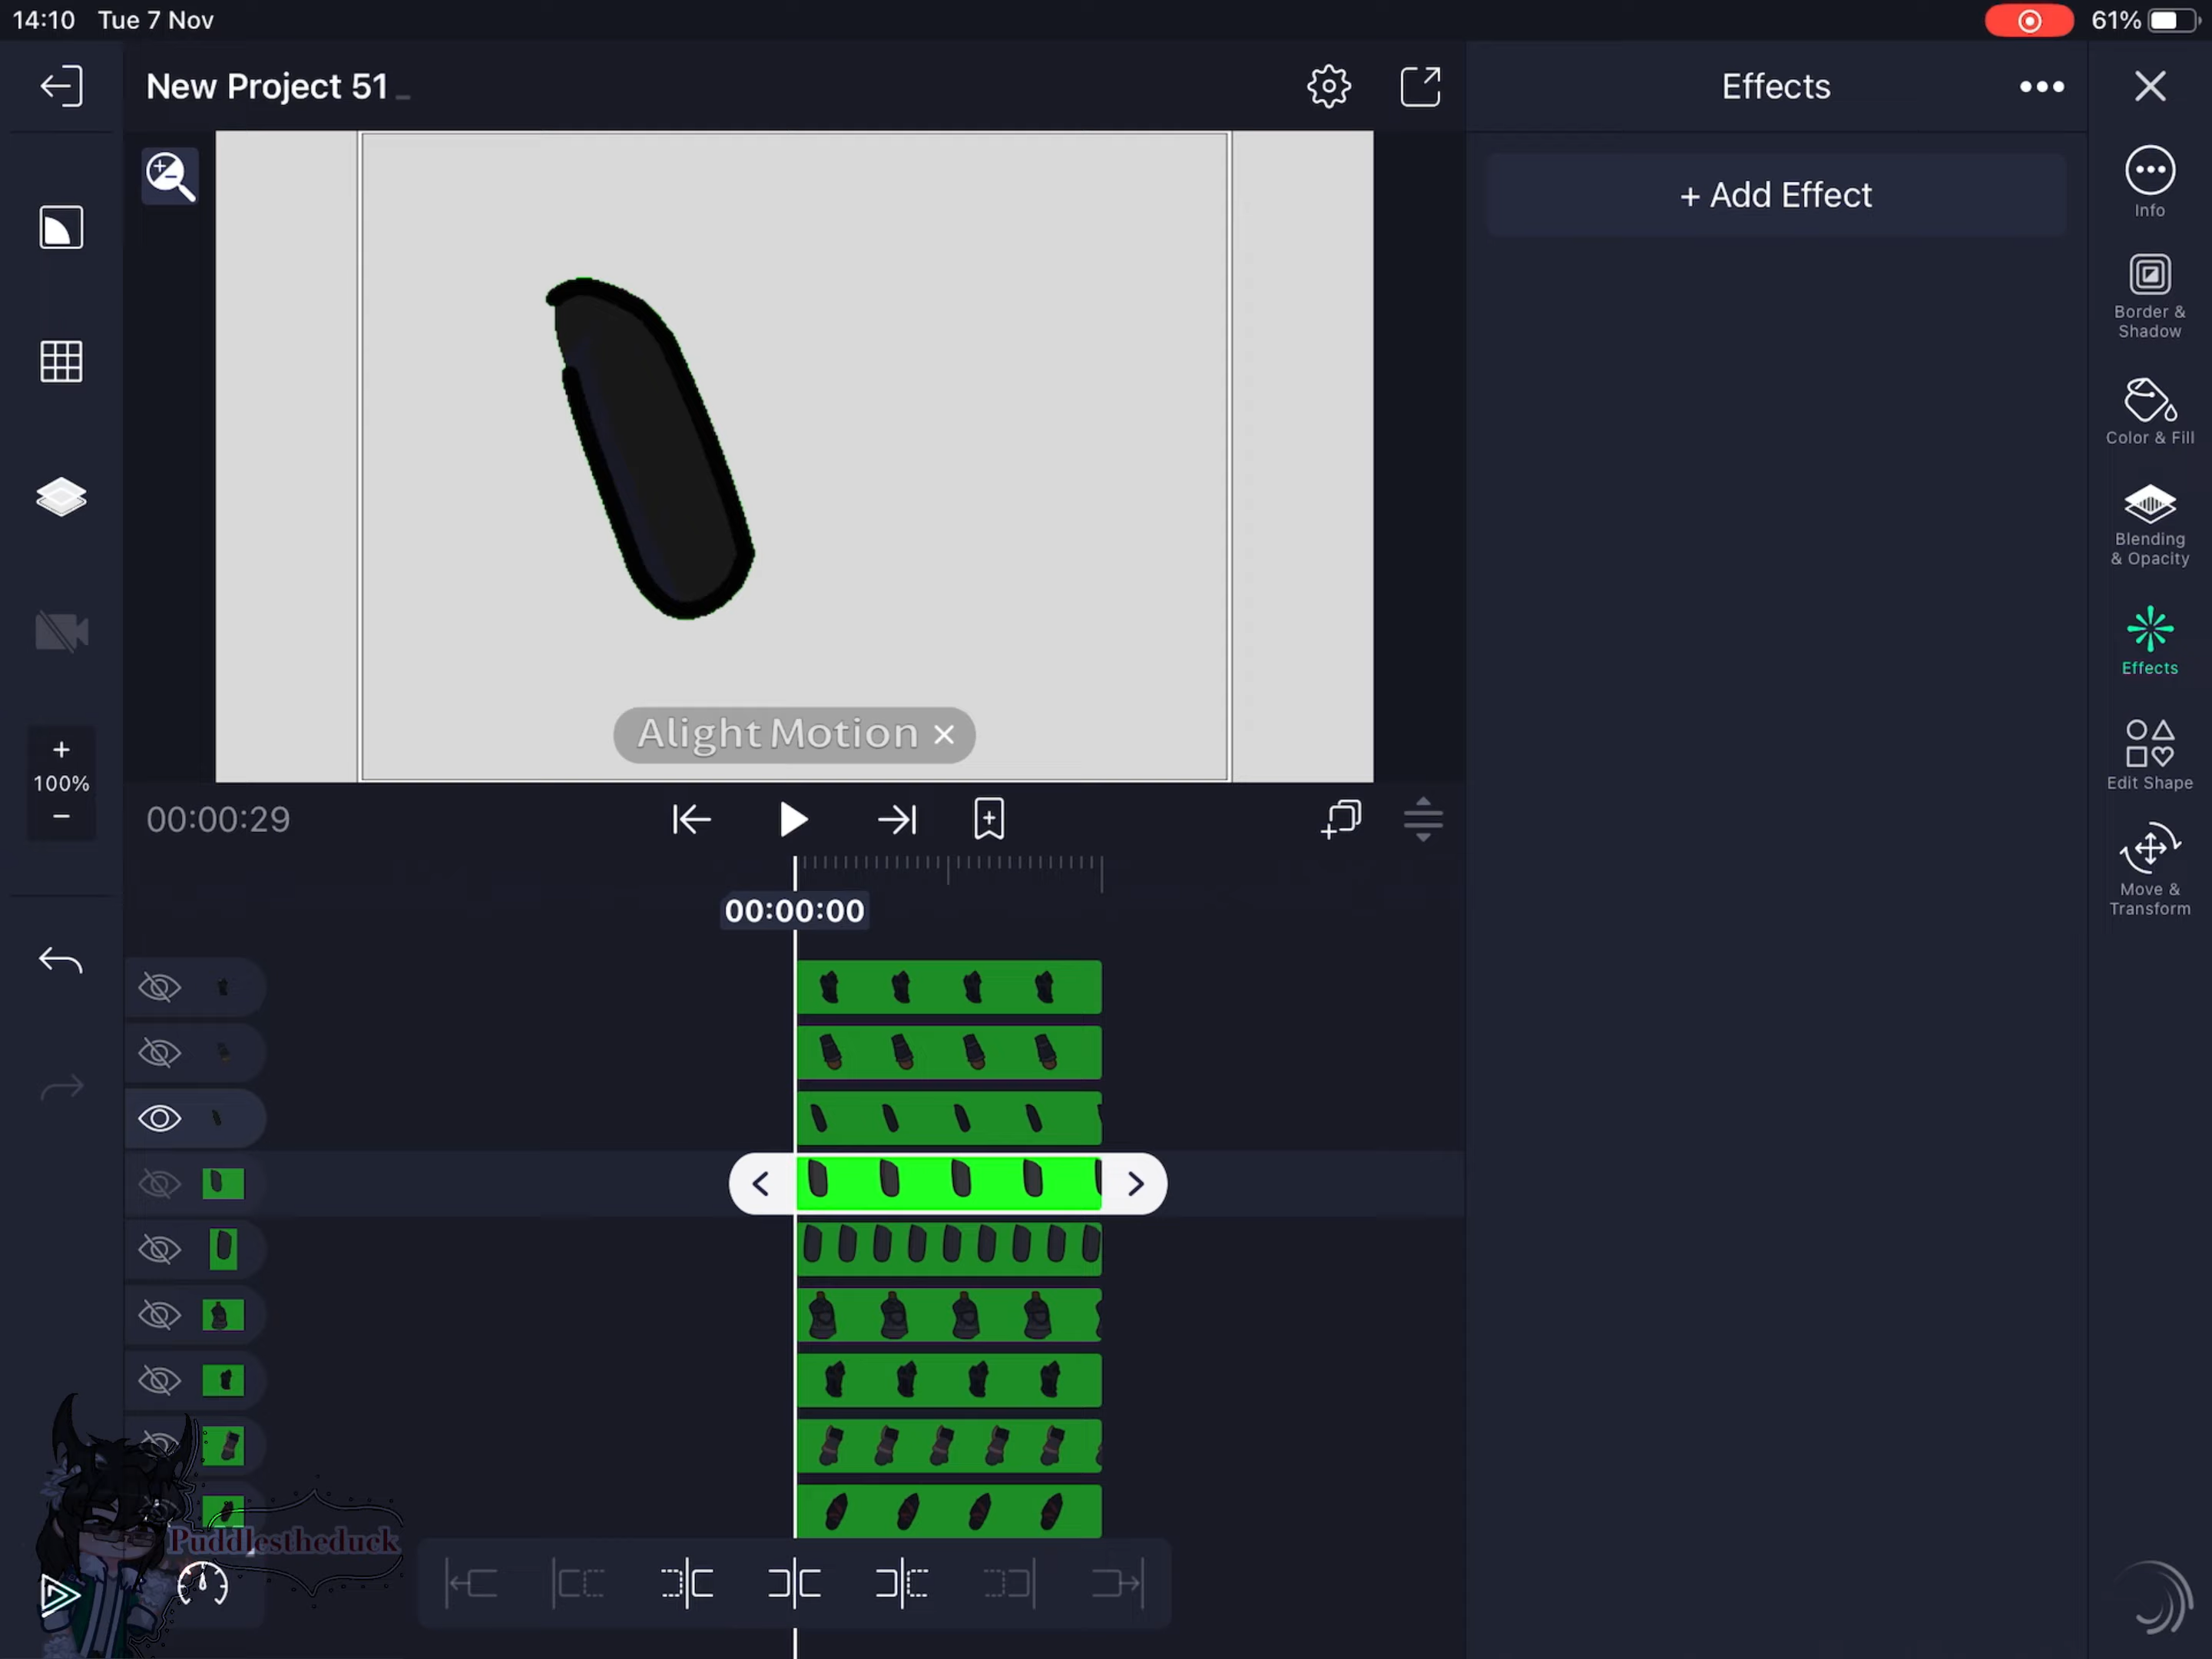 14:10 Tue 7 Nov
61%
New Project 51
Effects
+ Add Effect
Info
Border &
Shadow
Color & Fill
Blending
& Opacity
Effects
Edit Shape
Move &
Transform
Alight Motion ×
+
100%
−
00:00:29
00:00:00
Puddlestheduck